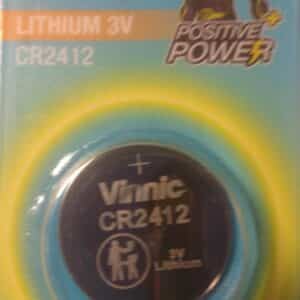 LITHIUM 3V
CR2412
POSITIVE
POWER
+
Vinnic
CR2412
3V
Lithium